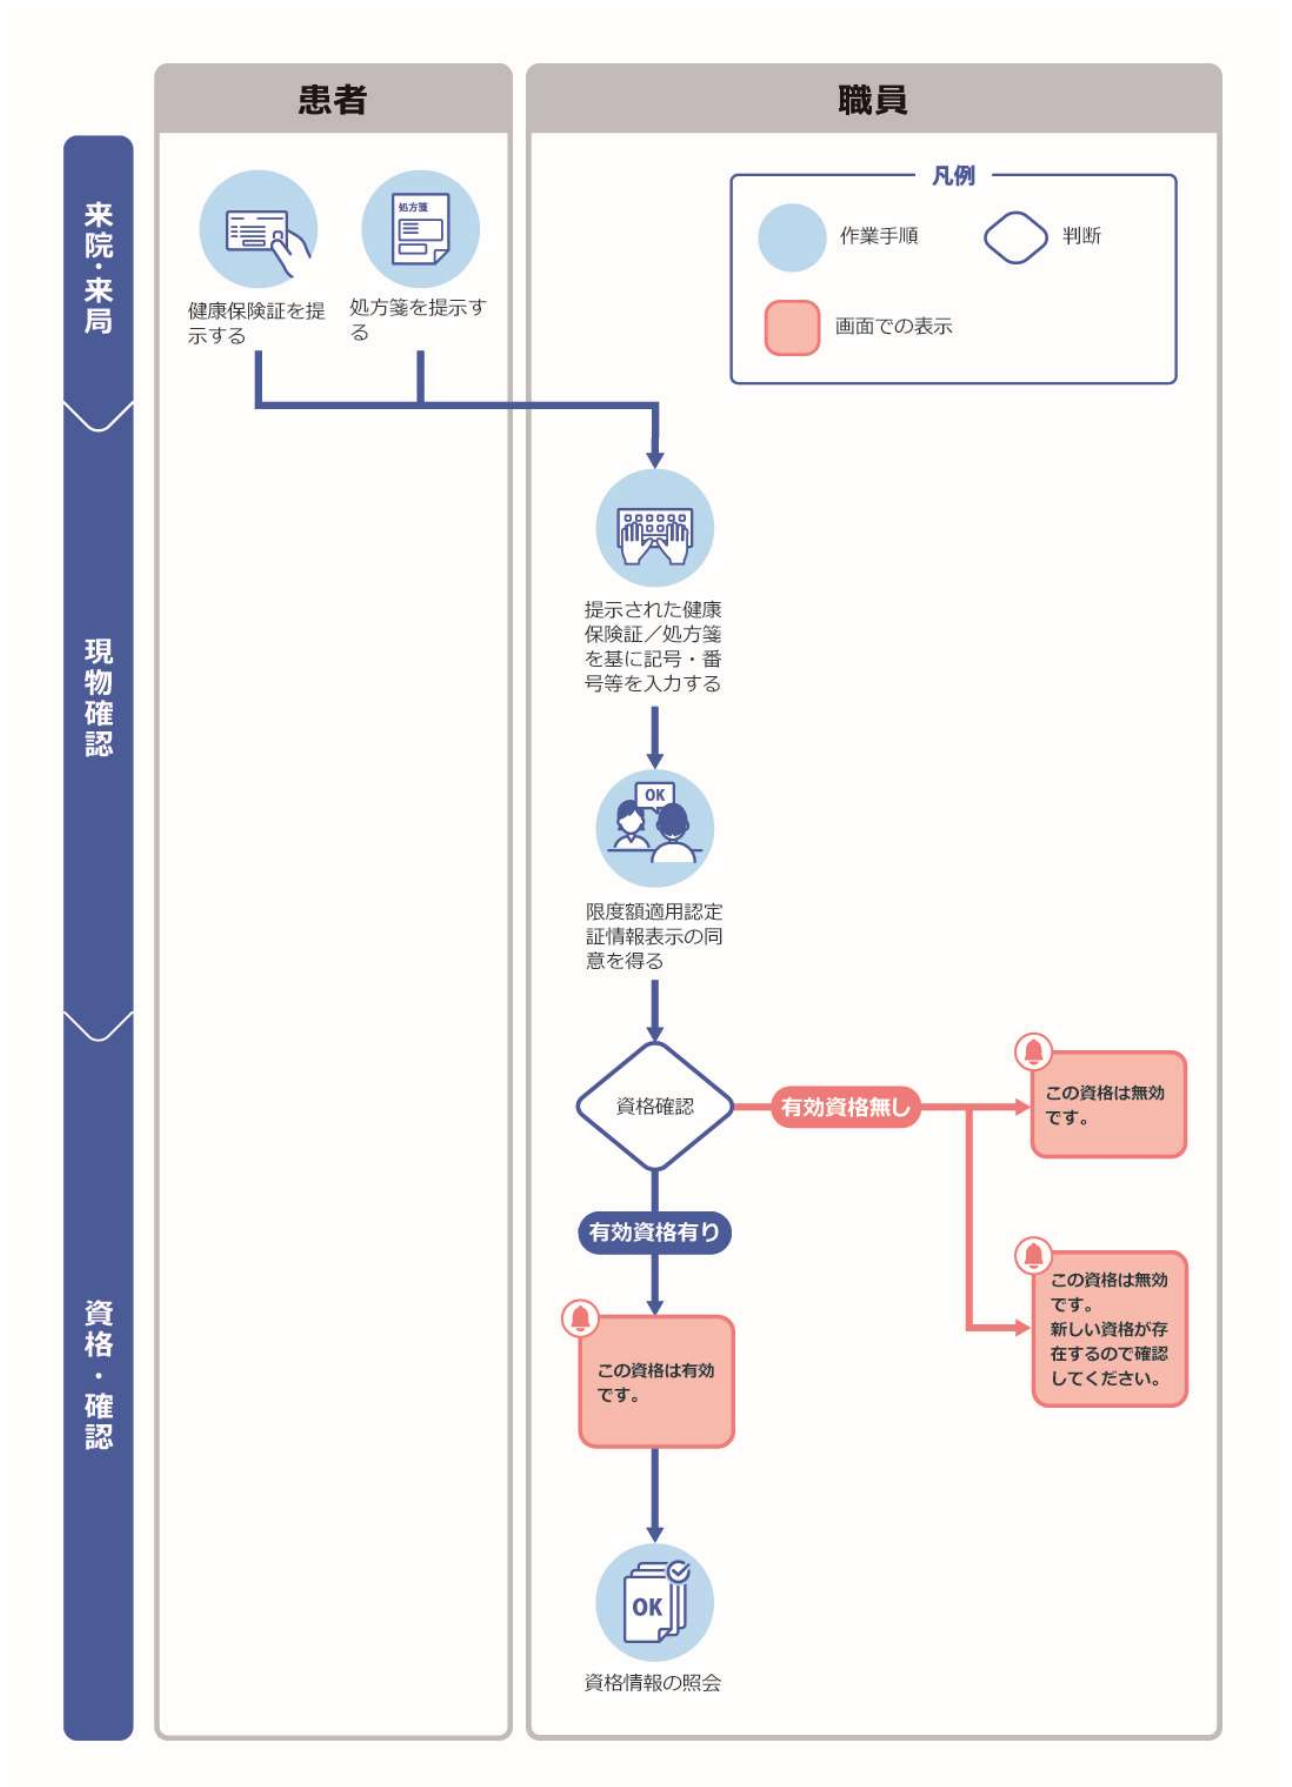 患者
職員
来院・来局
処方箋
健康保険証を提
示する
処方箋を提示す
る
凡例
作業手順
判断
画面での表示
現物確認
提示された健康
保険証／処方箋
を基に記号・番
号等を入力する
OK
限度額適用認定
証情報表示の同
意を得る
資格・確認
資格確認
有効資格無し
この資格は無効
です。
有効資格有り
この資格は無効
です。
新しい資格が存
在するので確認
してください。
この資格は有効
です。
OK
資格情報の照会